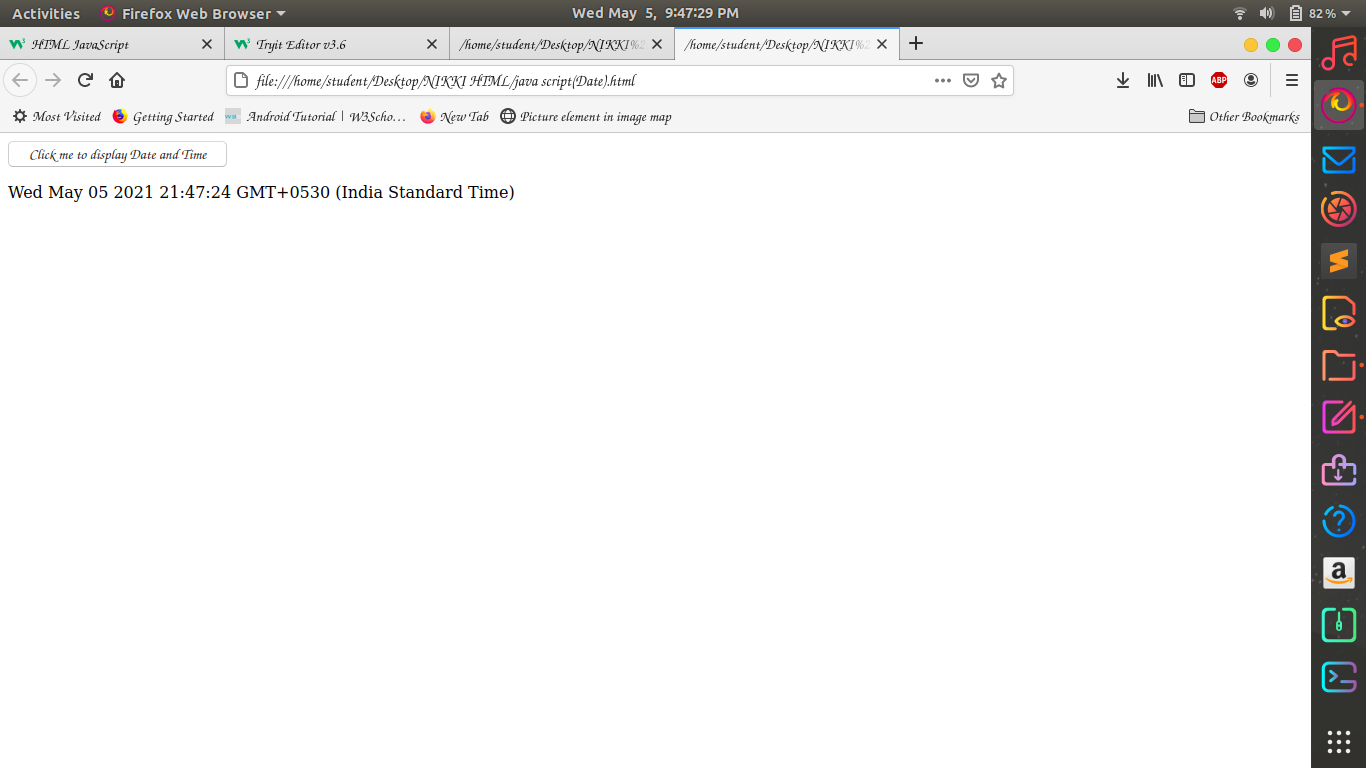 Activities Firefox Web Browser Wed May 5, 9:47:29 PM 82%
HTML JavaScript Tryit Editor v3.6 /home/student/Desktop/NIKKI%2 /home/student/Desktop/NIKKI%2
file:///home/student/Desktop/NIKKI HTML/java script(Date).html ABP
Most Visited Getting Started Android Tutorial | W3Scho… New Tab Picture element in image map Other Bookmarks
Click me to display Date and Time
Wed May 05 2021 21:47:24 GMT+0530 (India Standard Time)